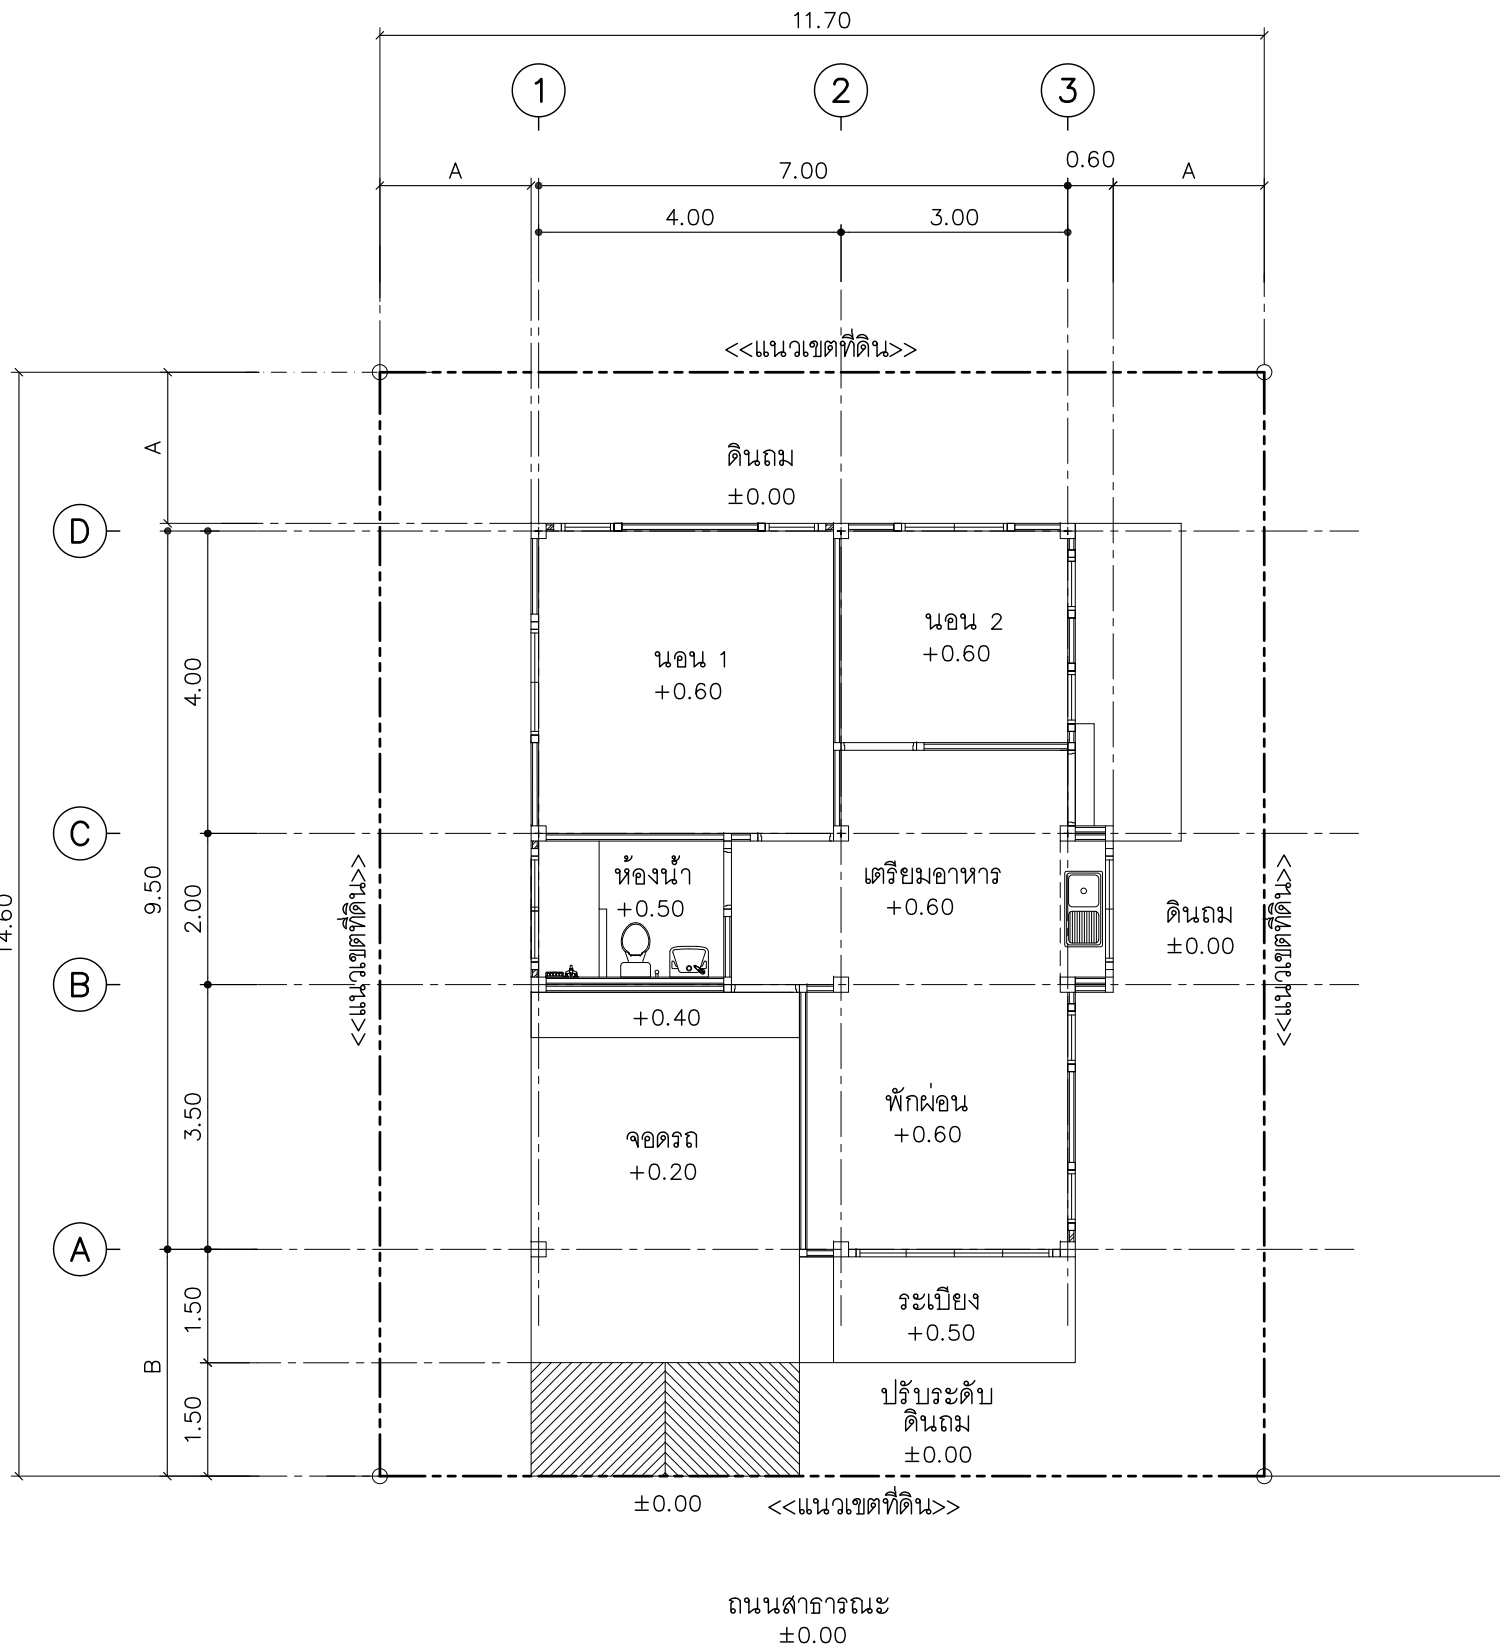 11.70
1 2 3
A 7.00 0.60 A
4.00 3.00
<<แนวเขตที่ดิน>>
A
ดินถม
±0.00
D
นอน 2
+0.60
นอน 1
+0.60
4.00
C
14.60
9.50
2.00
<<แนวเขตที่ดิน>>
ห้องน้ำ
+0.50
เตรียมอาหาร
+0.60
ดินถม
±0.00
<<แนวเขตที่ดิน>>
B
+0.40
3.50
พักผ่อน
+0.60
จอดรถ
+0.20
A
1.50
ระเบียง
+0.50
B
1.50
ปรับระดับ
ดินถม
±0.00
±0.00 <<แนวเขตที่ดิน>>
ถนนสาธารณะ
±0.00